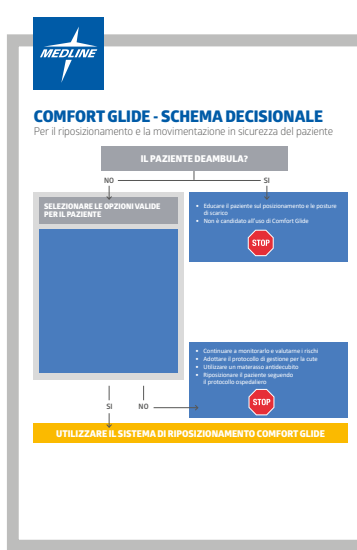 MEDLINE
COMFORT GLIDE - SCHEMA DECISIONALE
Per il riposizionamento e la movimentazione in sicurezza del paziente
IL PAZIENTE DEAMBULA?
NO
SI
SELEZIONARE LE OPZIONI VALIDE
PER IL PAZIENTE
• Educare il paziente sul posizionamento e le posture
di scarico
• Non è candidato all'uso di Comfort Glide
STOP
• Continuare a monitorarlo e valutarne i rischi
• Adottare il protocollo di gestione per la cute
• Utilizzare un materasso antidecubito
• Riposizionare il paziente seguendo
il protocollo ospedaliero
STOP
SI
NO
UTILIZZARE IL SISTEMA DI RIPOSIZIONAMENTO COMFORT GLIDE